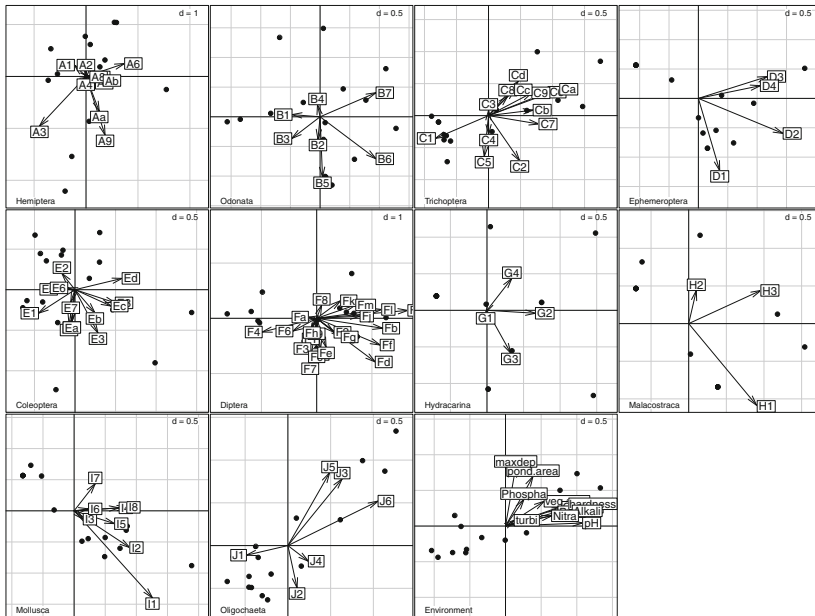 d = 1
A1
A2
A6
A8
Ab
A4
Aa
A3
A9
Hemiptera
d = 0.5
B4
B7
B1
B3
B2
B6
B5
Odonata
d = 0.5
Cd
C8
Cc
C9
Ca
C3
Cb
C7
C1
C4
C5
C2
Trichoptera
d = 0.5
D3
D4
D2
D1
Ephemeroptera
d = 0.5
E2
Ed
E6
E1
E7
Ec
Eb
Ea
E3
Coleoptera
d = 1
F8
Fk
Fm
Fl
Fa
Fj
F4
F6
Fb
Fh
Fg
Ff
F3
Fe
Fd
F7
Diptera
d = 0.5
G4
G1
G2
G3
Hydracarina
d = 0.5
H2
H3
H1
Malacostraca
d = 0.5
I7
I6
I8
I3
I5
I2
I1
Mollusca
d = 0.5
J5
J3
J6
J1
J4
J2
Oligochaeta
d = 0.5
maxdep
pond.area
Phospha
hardness
Alkali
turbi
Nitra
pH
Environment